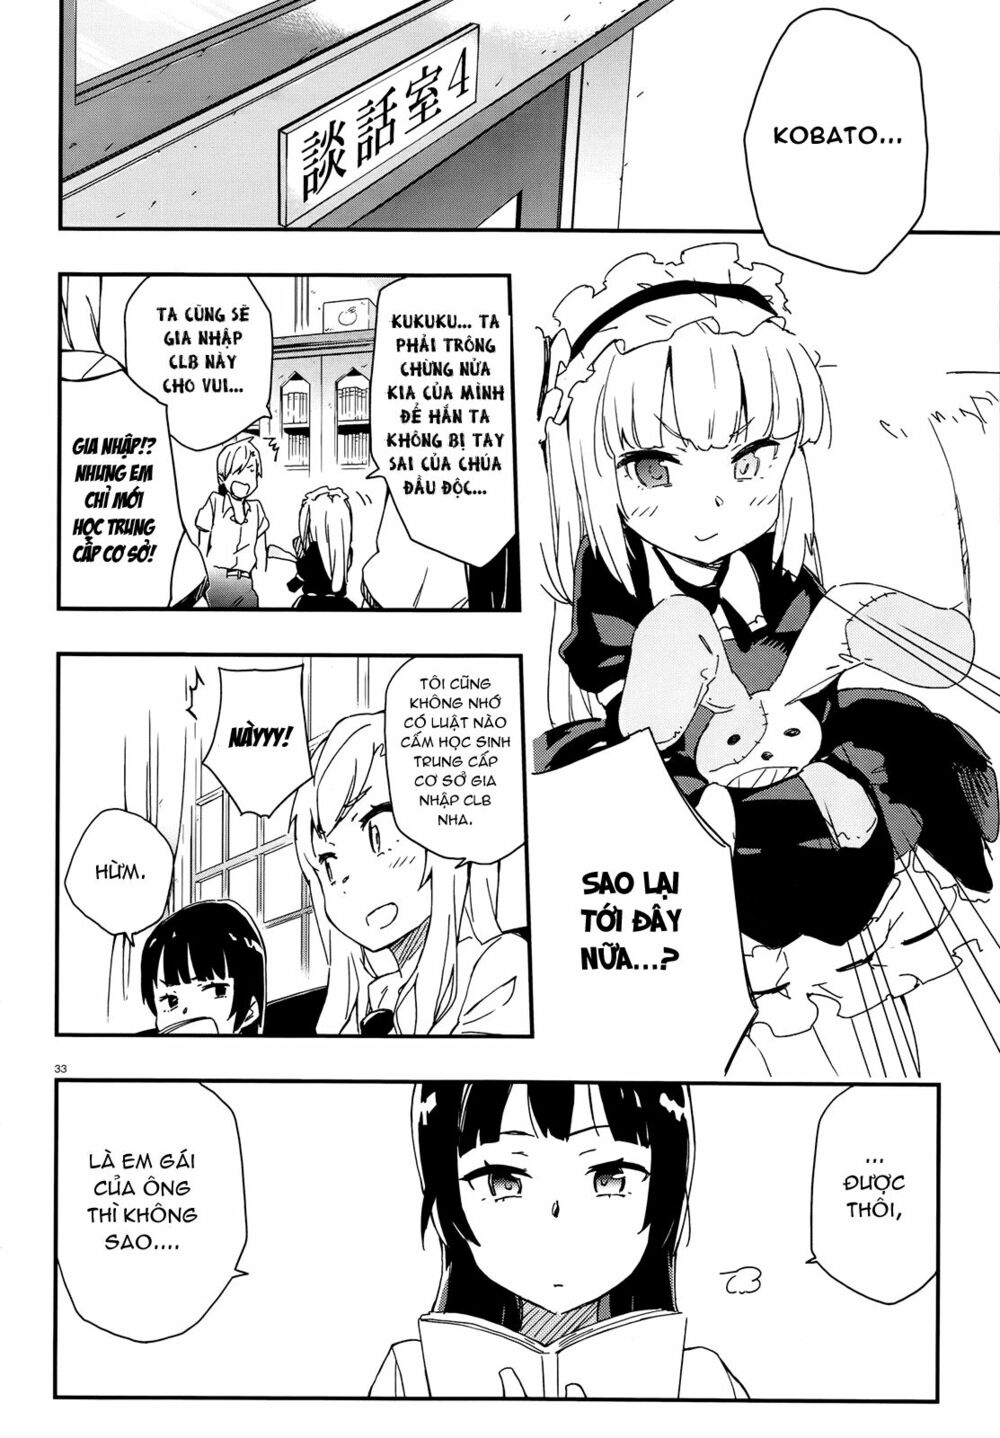 談話室4
KOBATO...
SAO LẠI
TỚI ĐÂY
NỮA...?
KUKUKU... TA
PHẢI TRÔNG
CHỪNG NỬA
KIA CỦA MÌNH
ĐỂ HẮN TA
KHÔNG BỊ TAY
SAI CỦA CHÚA
ĐẦU ĐỘC...
TA CŨNG SẼ
GIA NHẬP
CLB NÀY
CHO VUI...
GIA NHẬP!?
NHƯNG EM
CHỈ MỚI
HỌC TRUNG
CẤP CƠ SỞ!
TÔI CŨNG
KHÔNG NHỚ
CÓ LUẬT NÀO
CẤM HỌC SINH
TRUNG CẤP
CƠ SỞ GIA
NHẬP CLB
NHA.
NÀYYY!
HỪM.
33
...
ĐƯỢC
THÔI,
LÀ EM GÁI
CỦA ÔNG
THÌ KHÔNG
SAO....